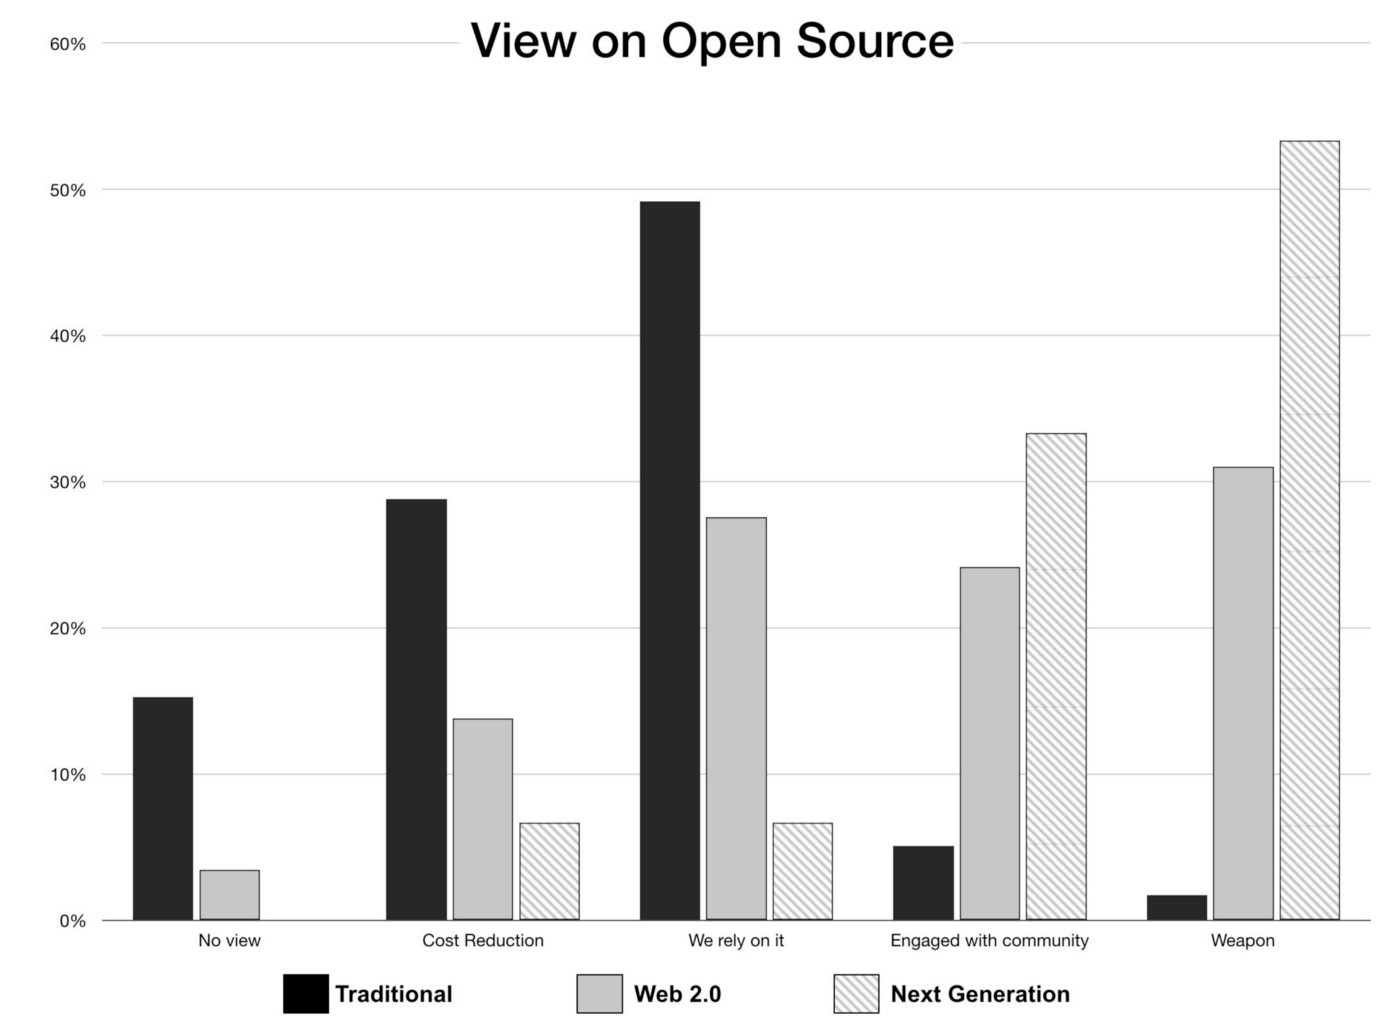 View on Open Source
60%
50%
40%
30%
20%
10%
0%
No view
Cost Reduction
We rely on it
Engaged with community
Weapon
Traditional
Web 2.0
Next Generation